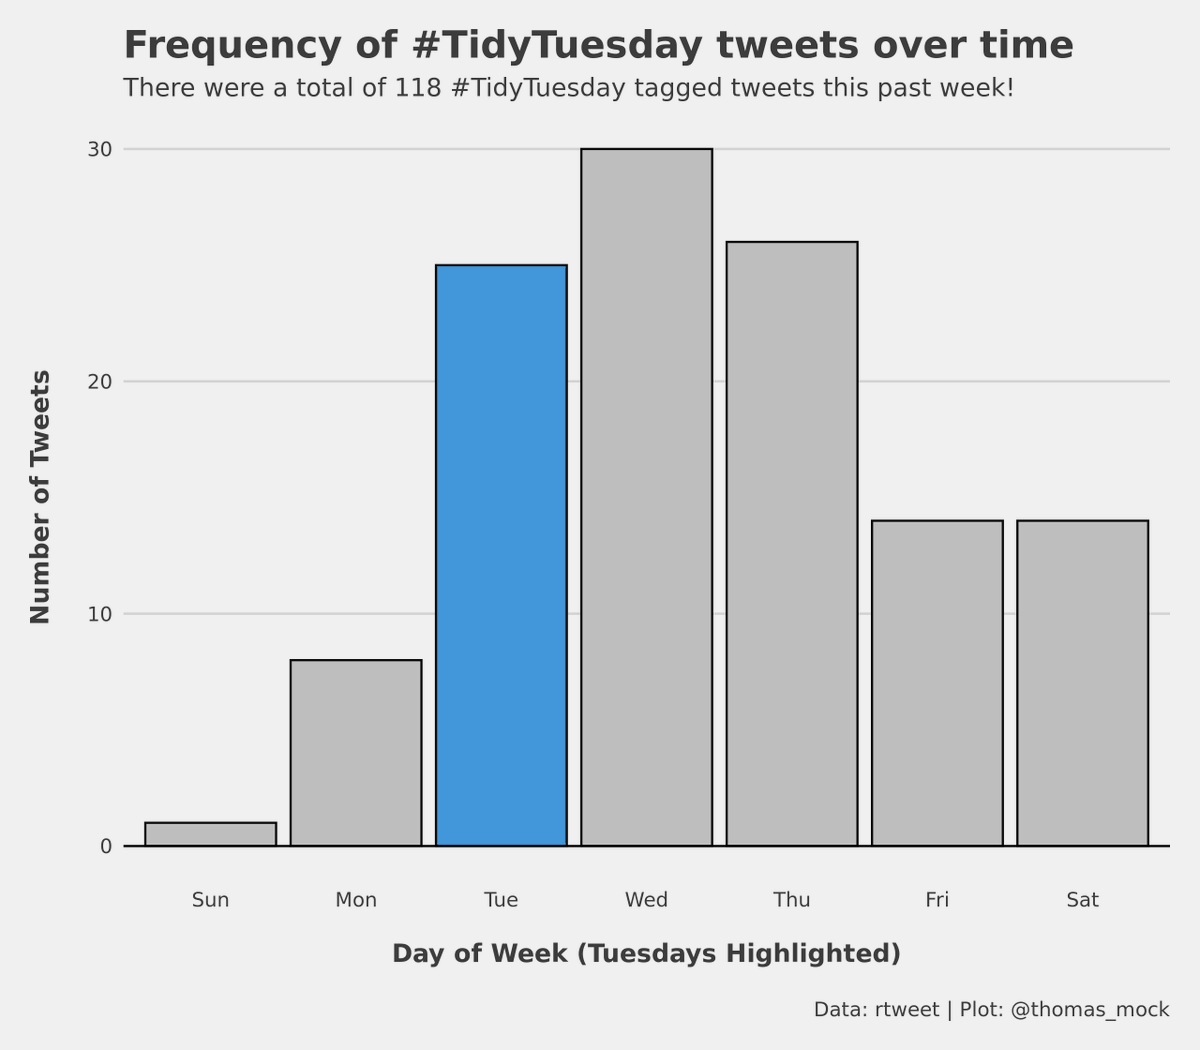 Frequency of #TidyTuesday tweets over time
There were a total of 118 #TidyTuesday tagged tweets this past week!
30
20
10
0
Number of Tweets
Sun Mon Tue Wed Thu Fri Sat
Day of Week (Tuesdays Highlighted)
Data: rtweet | Plot: @thomas_mock